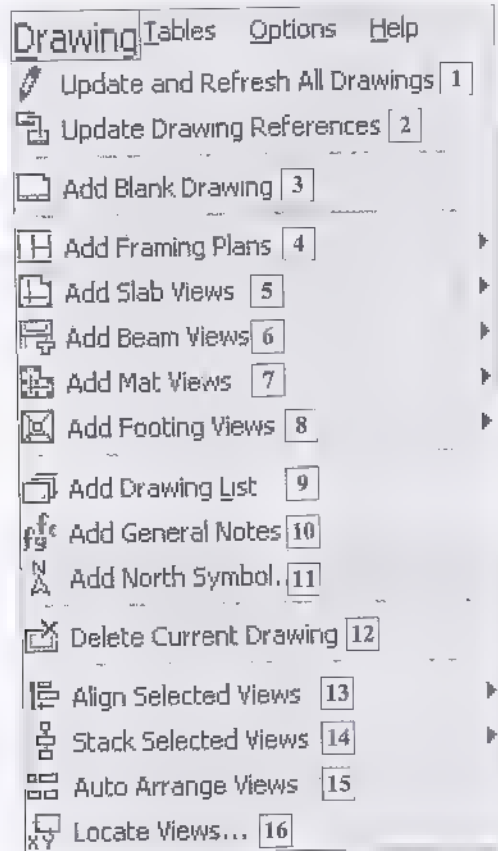 Drawing Tables Options Help
Update and Refresh All Drawings 1
Update Drawing References 2
Add Blank Drawing 3
Add Framing Plans 4
Add Slab Views 5
Add Beam Views 6
Add Mat Views 7
Add Footing Views 8
Add Drawing List 9
fg Add General Notes 10
N Add North Symbol.. 11
Delete Current Drawing 12
Align Selected Views 13
Stack Selected Views 14
Auto Arrange Views 15
XY Locate Views... 16